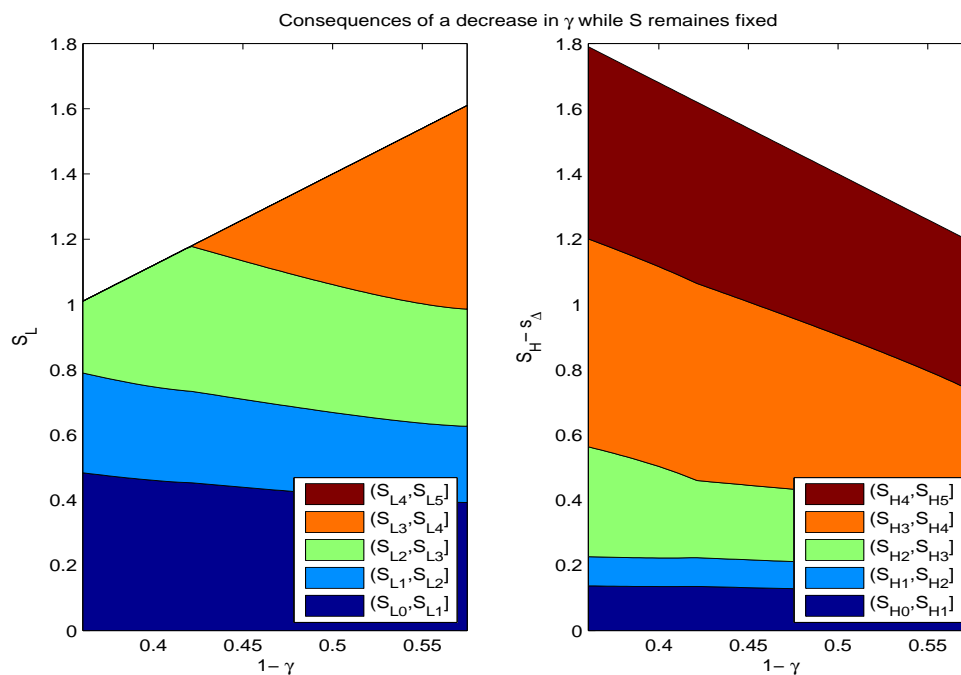 Consequences of a decrease in γ while S remaines fixed
1.8
1.6
1.4
1.2
1
0.8
0.6
0.4
0.2
0
S_L
0.4
0.45
0.5
0.55
1− γ
(S_L4,S_L5]
(S_L3,S_L4]
(S_L2,S_L3]
(S_L1,S_L2]
(S_L0,S_L1]
1.8
1.6
1.4
1.2
1
0.8
0.6
0.4
0.2
0
S_H − s_Δ
0.4
0.45
0.5
0.55
1− γ
(S_H4,S_H5]
(S_H3,S_H4]
(S_H2,S_H3]
(S_H1,S_H2]
(S_H0,S_H1]